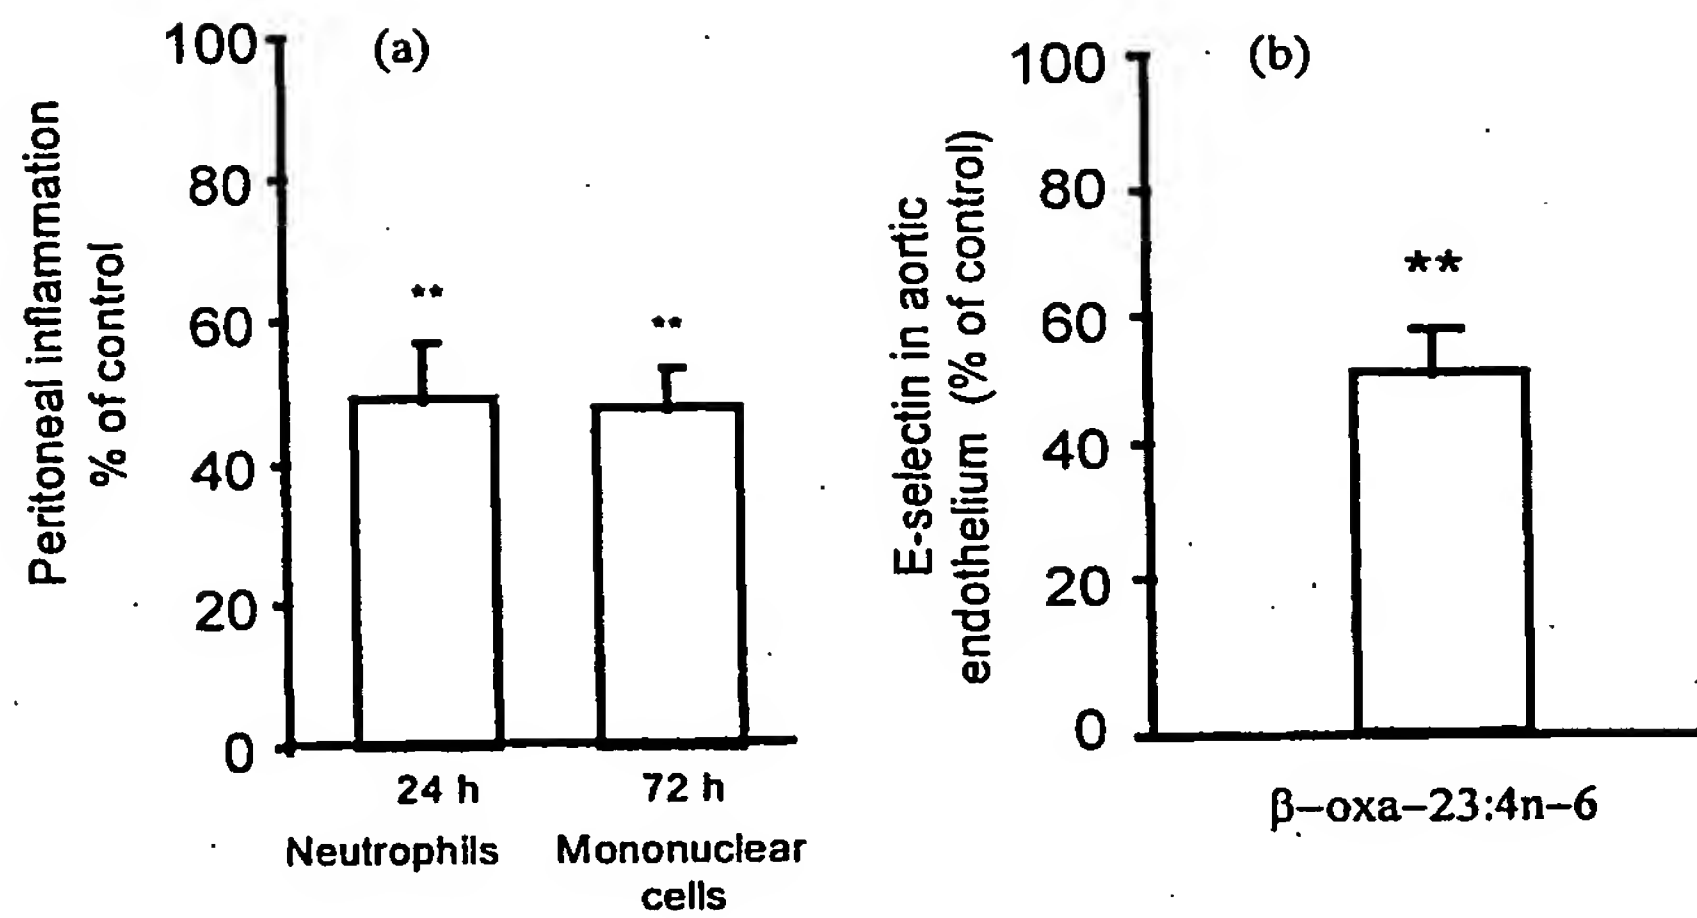 (a)
100
80
60
40
20
0
Peritoneal inflammation
% of control
**
**
24 h
72 h
Neutrophils
Mononuclear
cells
(b)
100
80
60
40
20
0
E-selectin in aortic
endothelium (% of control)
**
β–oxa–23:4n–6